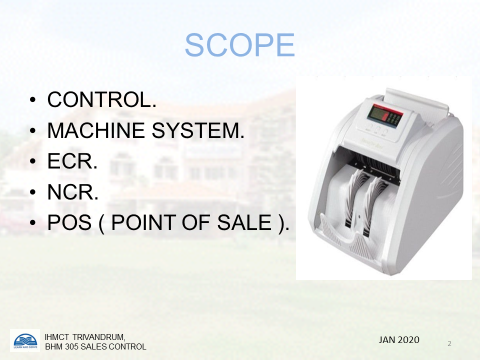 SCOPE
• CONTROL.
• MACHINE SYSTEM.
• ECR.
• NCR.
• POS ( POINT OF SALE ).
IHMCT TRIVANDRUM,
BHM 305 SALES CONTROL
JAN 2020
2